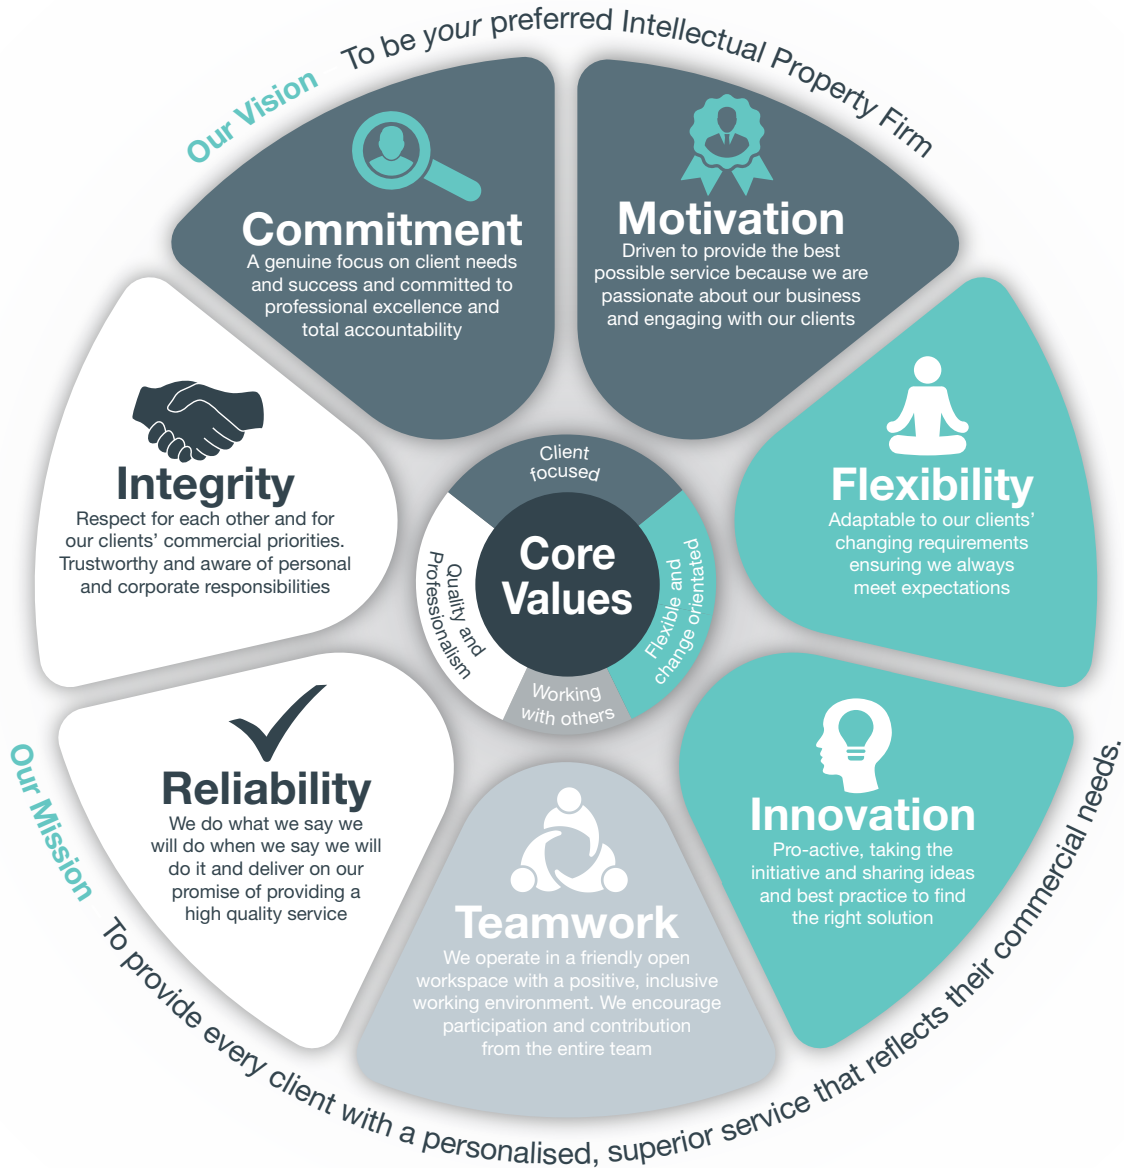 Our Vision To be your preferred Intellectual Property Firm
Commitment
A genuine focus on client needs
and success and committed to
professional excellence and
total accountability
Motivation
Driven to provide the best
possible service because we are
passionate about our business
and engaging with our clients
Flexibility
Adaptable to our clients’
changing requirements
ensuring we always
meet expectations
Innovation
Pro-active, taking the
initiative and sharing ideas
and best practice to find
the right solution
Teamwork
We operate in a friendly open
workspace with a positive, inclusive
working environment. We encourage
participation and contribution
from the entire team
Reliability
We do what we say we
will do when we say we will
do it and deliver on our
promise of providing a
high quality service
Integrity
Respect for each other and for
our clients’ commercial priorities.
Trustworthy and aware of personal
and corporate responsibilities
Core
Values
Client
focused
Flexible and
change orientated
Working
with others
Quality and
Professionalism
Our Mission To provide every client with a personalised, superior service that reflects their commercial needs.